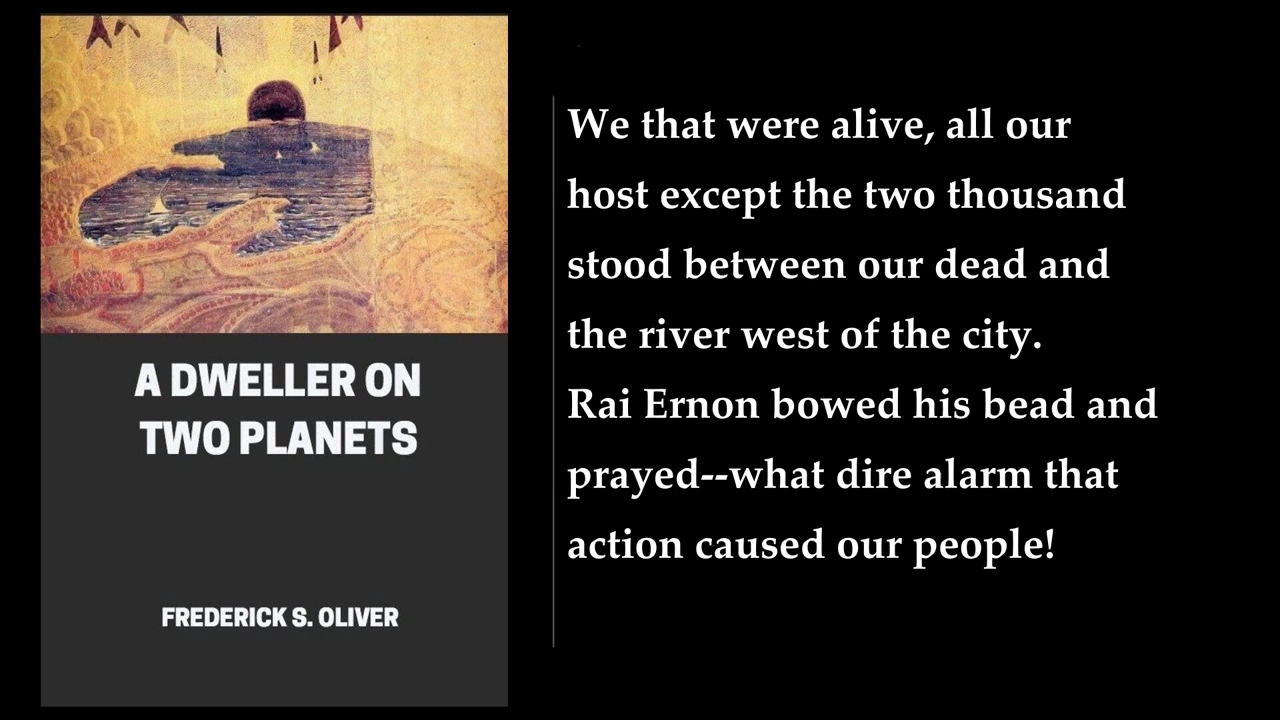 A DWELLER ON
TWO PLANETS
FREDERICK S. OLIVER
We that were alive, all our
host except the two thousand
stood between our dead and
the river west of the city.
Rai Ernon bowed his bead and
prayed--what dire alarm that
action caused our people!